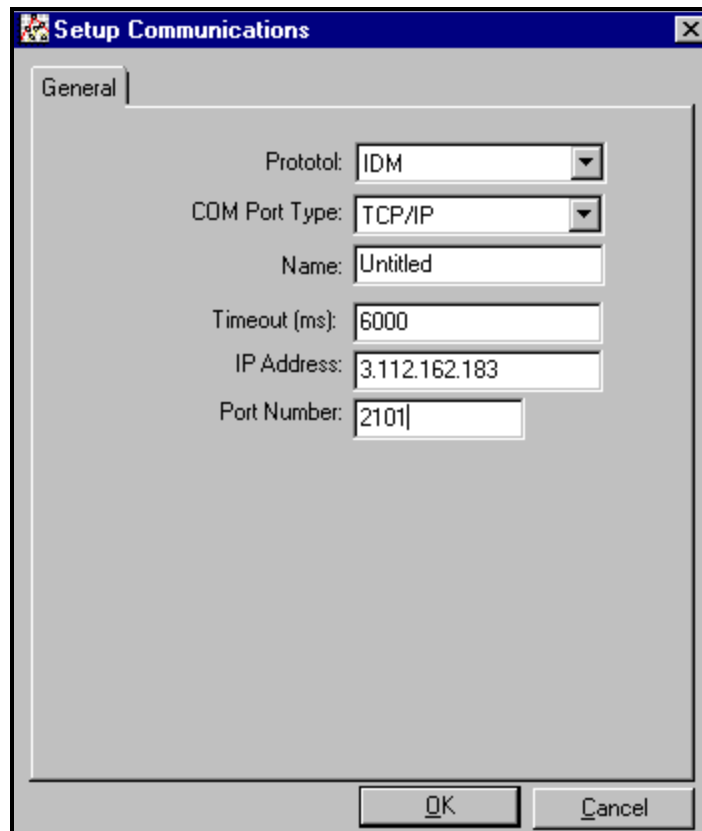 Setup Communications
General
Prototol: IDM
COM Port Type: TCP/IP
Name: Untitled
Timeout (ms): 6000
IP Address: 3.112.162.183
Port Number: 2101
OK Cancel